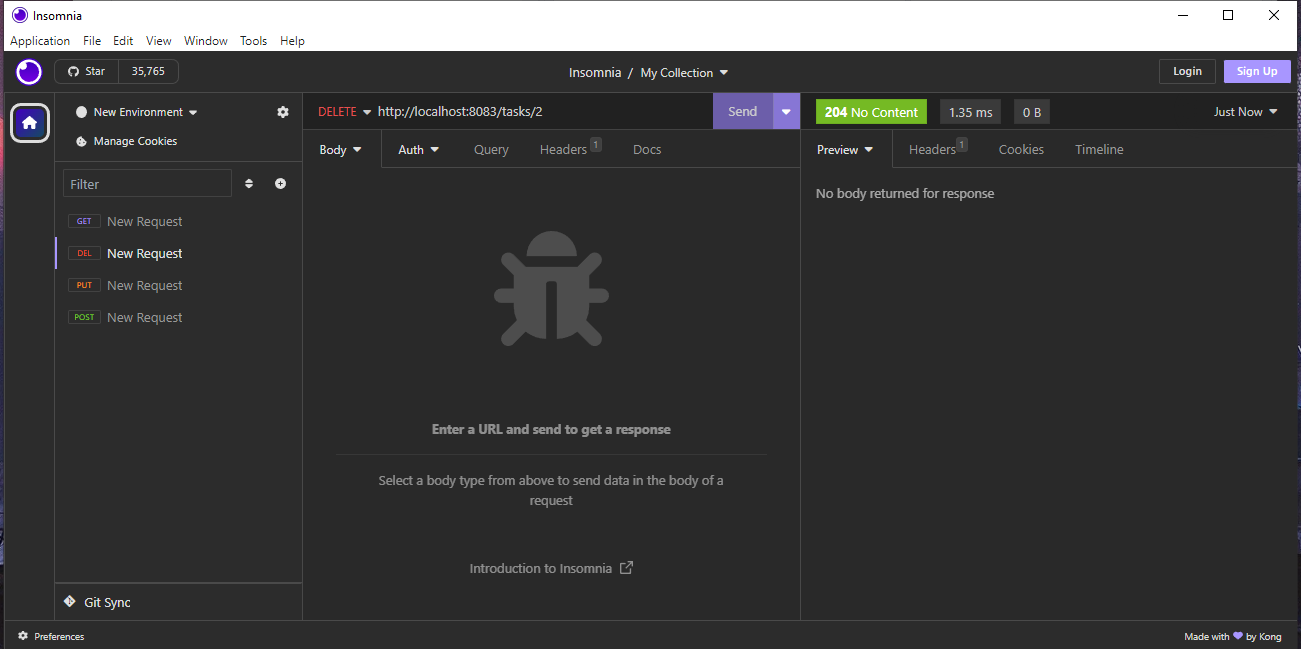 Insomnia
Application File Edit View Window Tools Help
Star 35,765
Insomnia / My Collection
Login Sign Up
New Environment
Manage Cookies
Filter
GET New Request
DEL New Request
PUT New Request
POST New Request
Git Sync
DELETE http://localhost:8083/tasks/2 Send
Body Auth Query Headers 1 Docs
Enter a URL and send to get a response
Select a body type from above to send data in the body of a
request
Introduction to Insomnia
204 No Content 1.35 ms 0 B Just Now
Preview Headers 1 Cookies Timeline
No body returned for response
Preferences
Made with 💜 by Kong